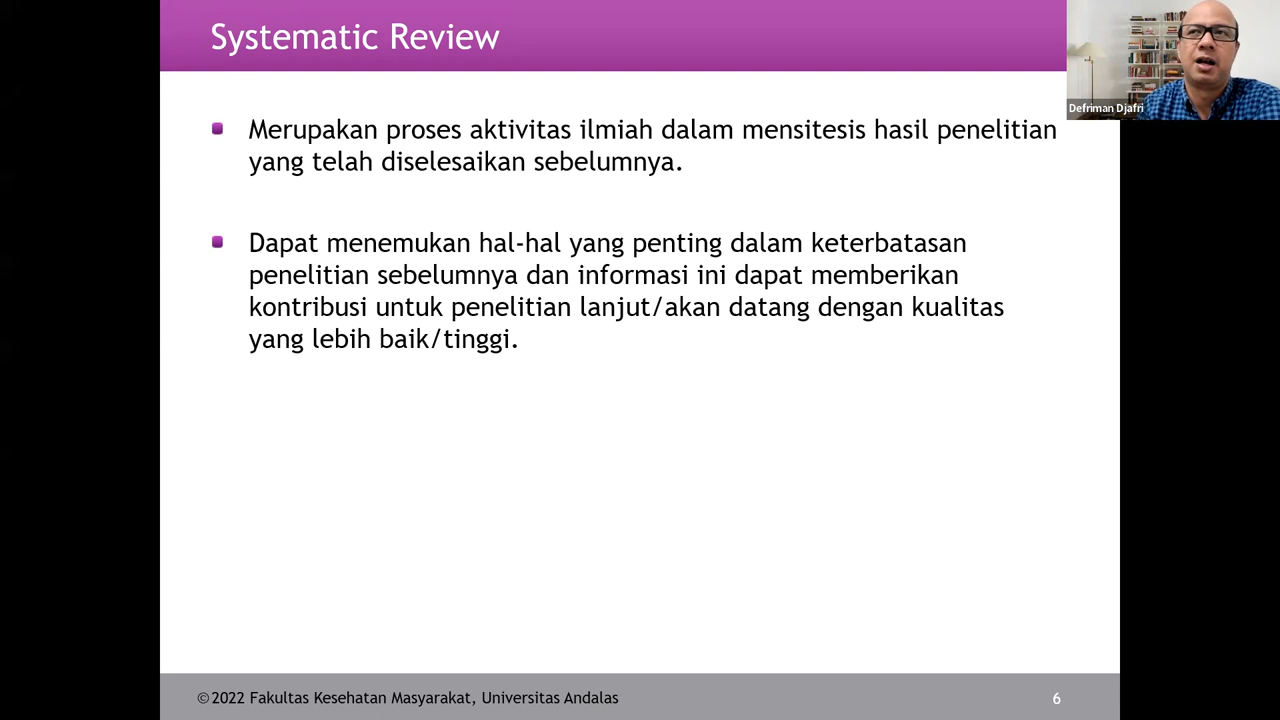 Systematic Review
Defriman Djafri
Merupakan proses aktivitas ilmiah dalam mensitesis hasil penelitian
yang telah diselesaikan sebelumnya.
Dapat menemukan hal-hal yang penting dalam keterbatasan
penelitian sebelumnya dan informasi ini dapat memberikan
kontribusi untuk penelitian lanjut/akan datang dengan kualitas
yang lebih baik/tinggi.
©2022 Fakultas Kesehatan Masyarakat, Universitas Andalas
6